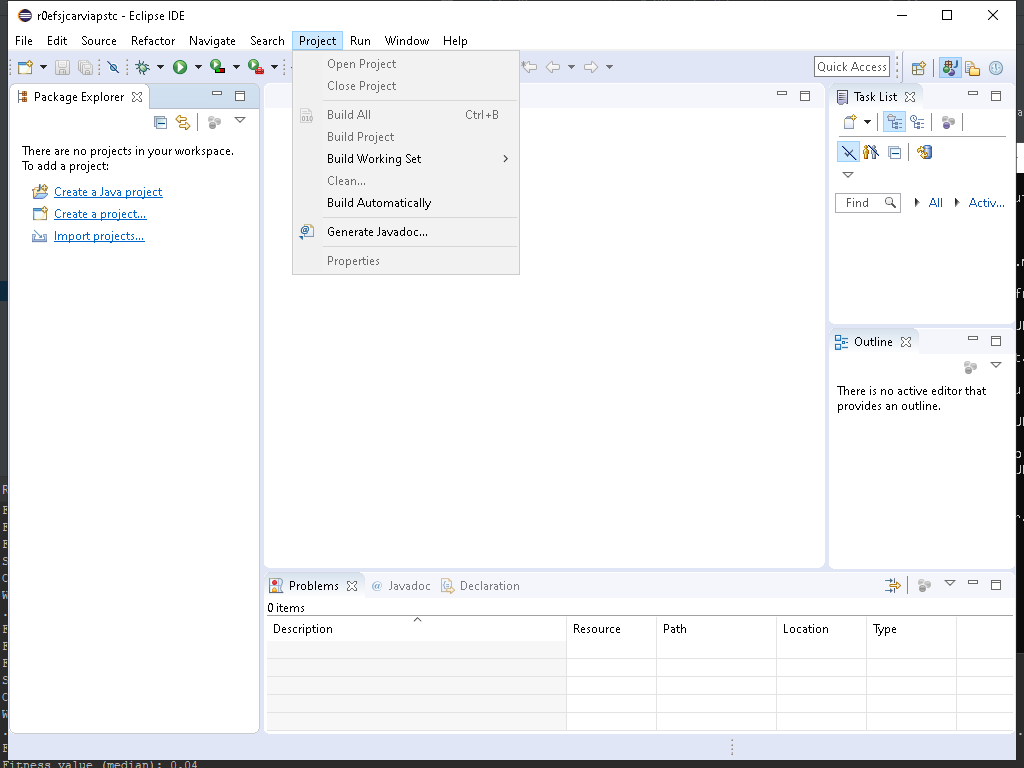 r0efsjcarviapstc - Eclipse IDE
File Edit Source Refactor Navigate Search Project Run Window Help
Quick Access
Open Project
Close Project
Build All Ctrl+B
Build Project
Build Working Set
Clean...
Build Automatically
Generate Javadoc...
Properties
Package Explorer
There are no projects in your workspace.
To add a project:
Create a Java project
Create a project...
Import projects...
Task List
Find All Activ...
Outline
There is no active editor that
provides an outline.
Problems @ Javadoc Declaration
0 items
Description Resource Path Location Type
Fitness value (median): 0.04